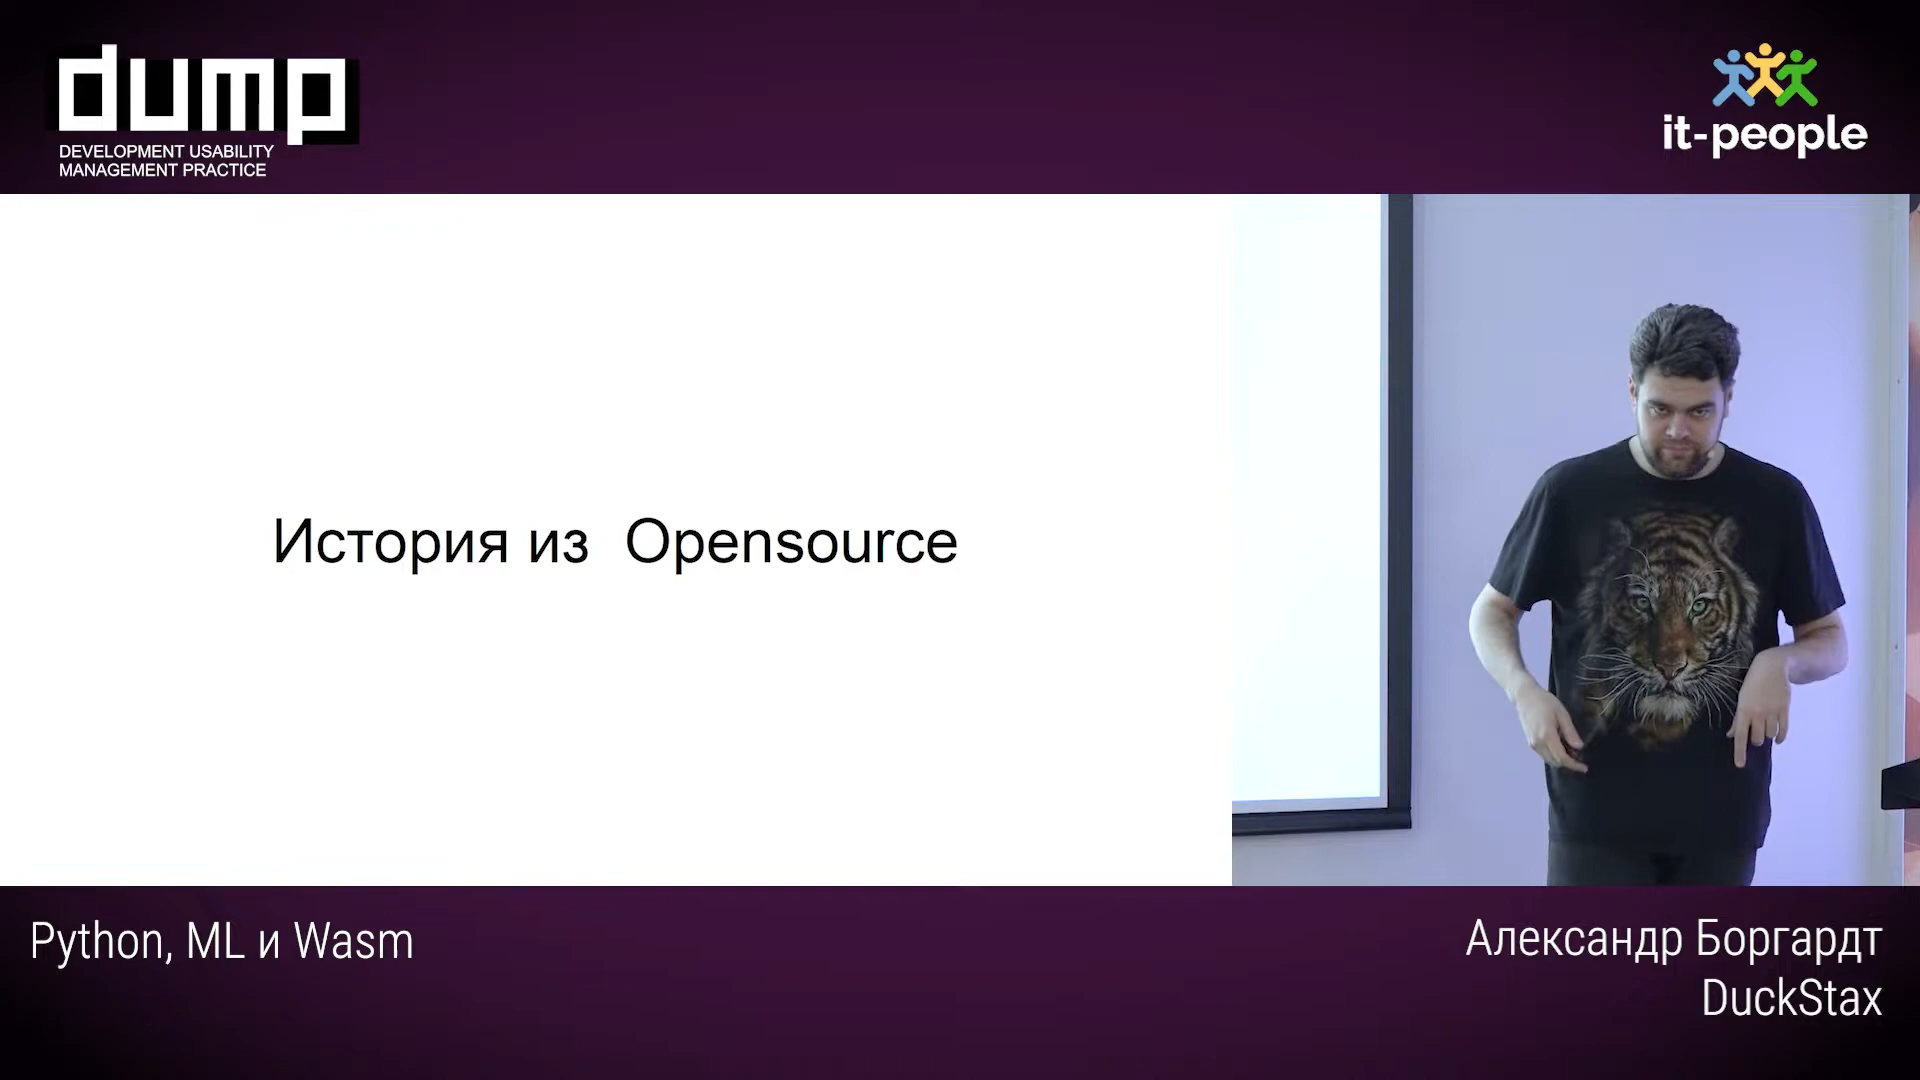 dump
DEVELOPMENT USABILITY
MANAGEMENT PRACTICE
it-people
История из Opensource
Python, ML и Wasm
Александр Боргардт
DuckStax